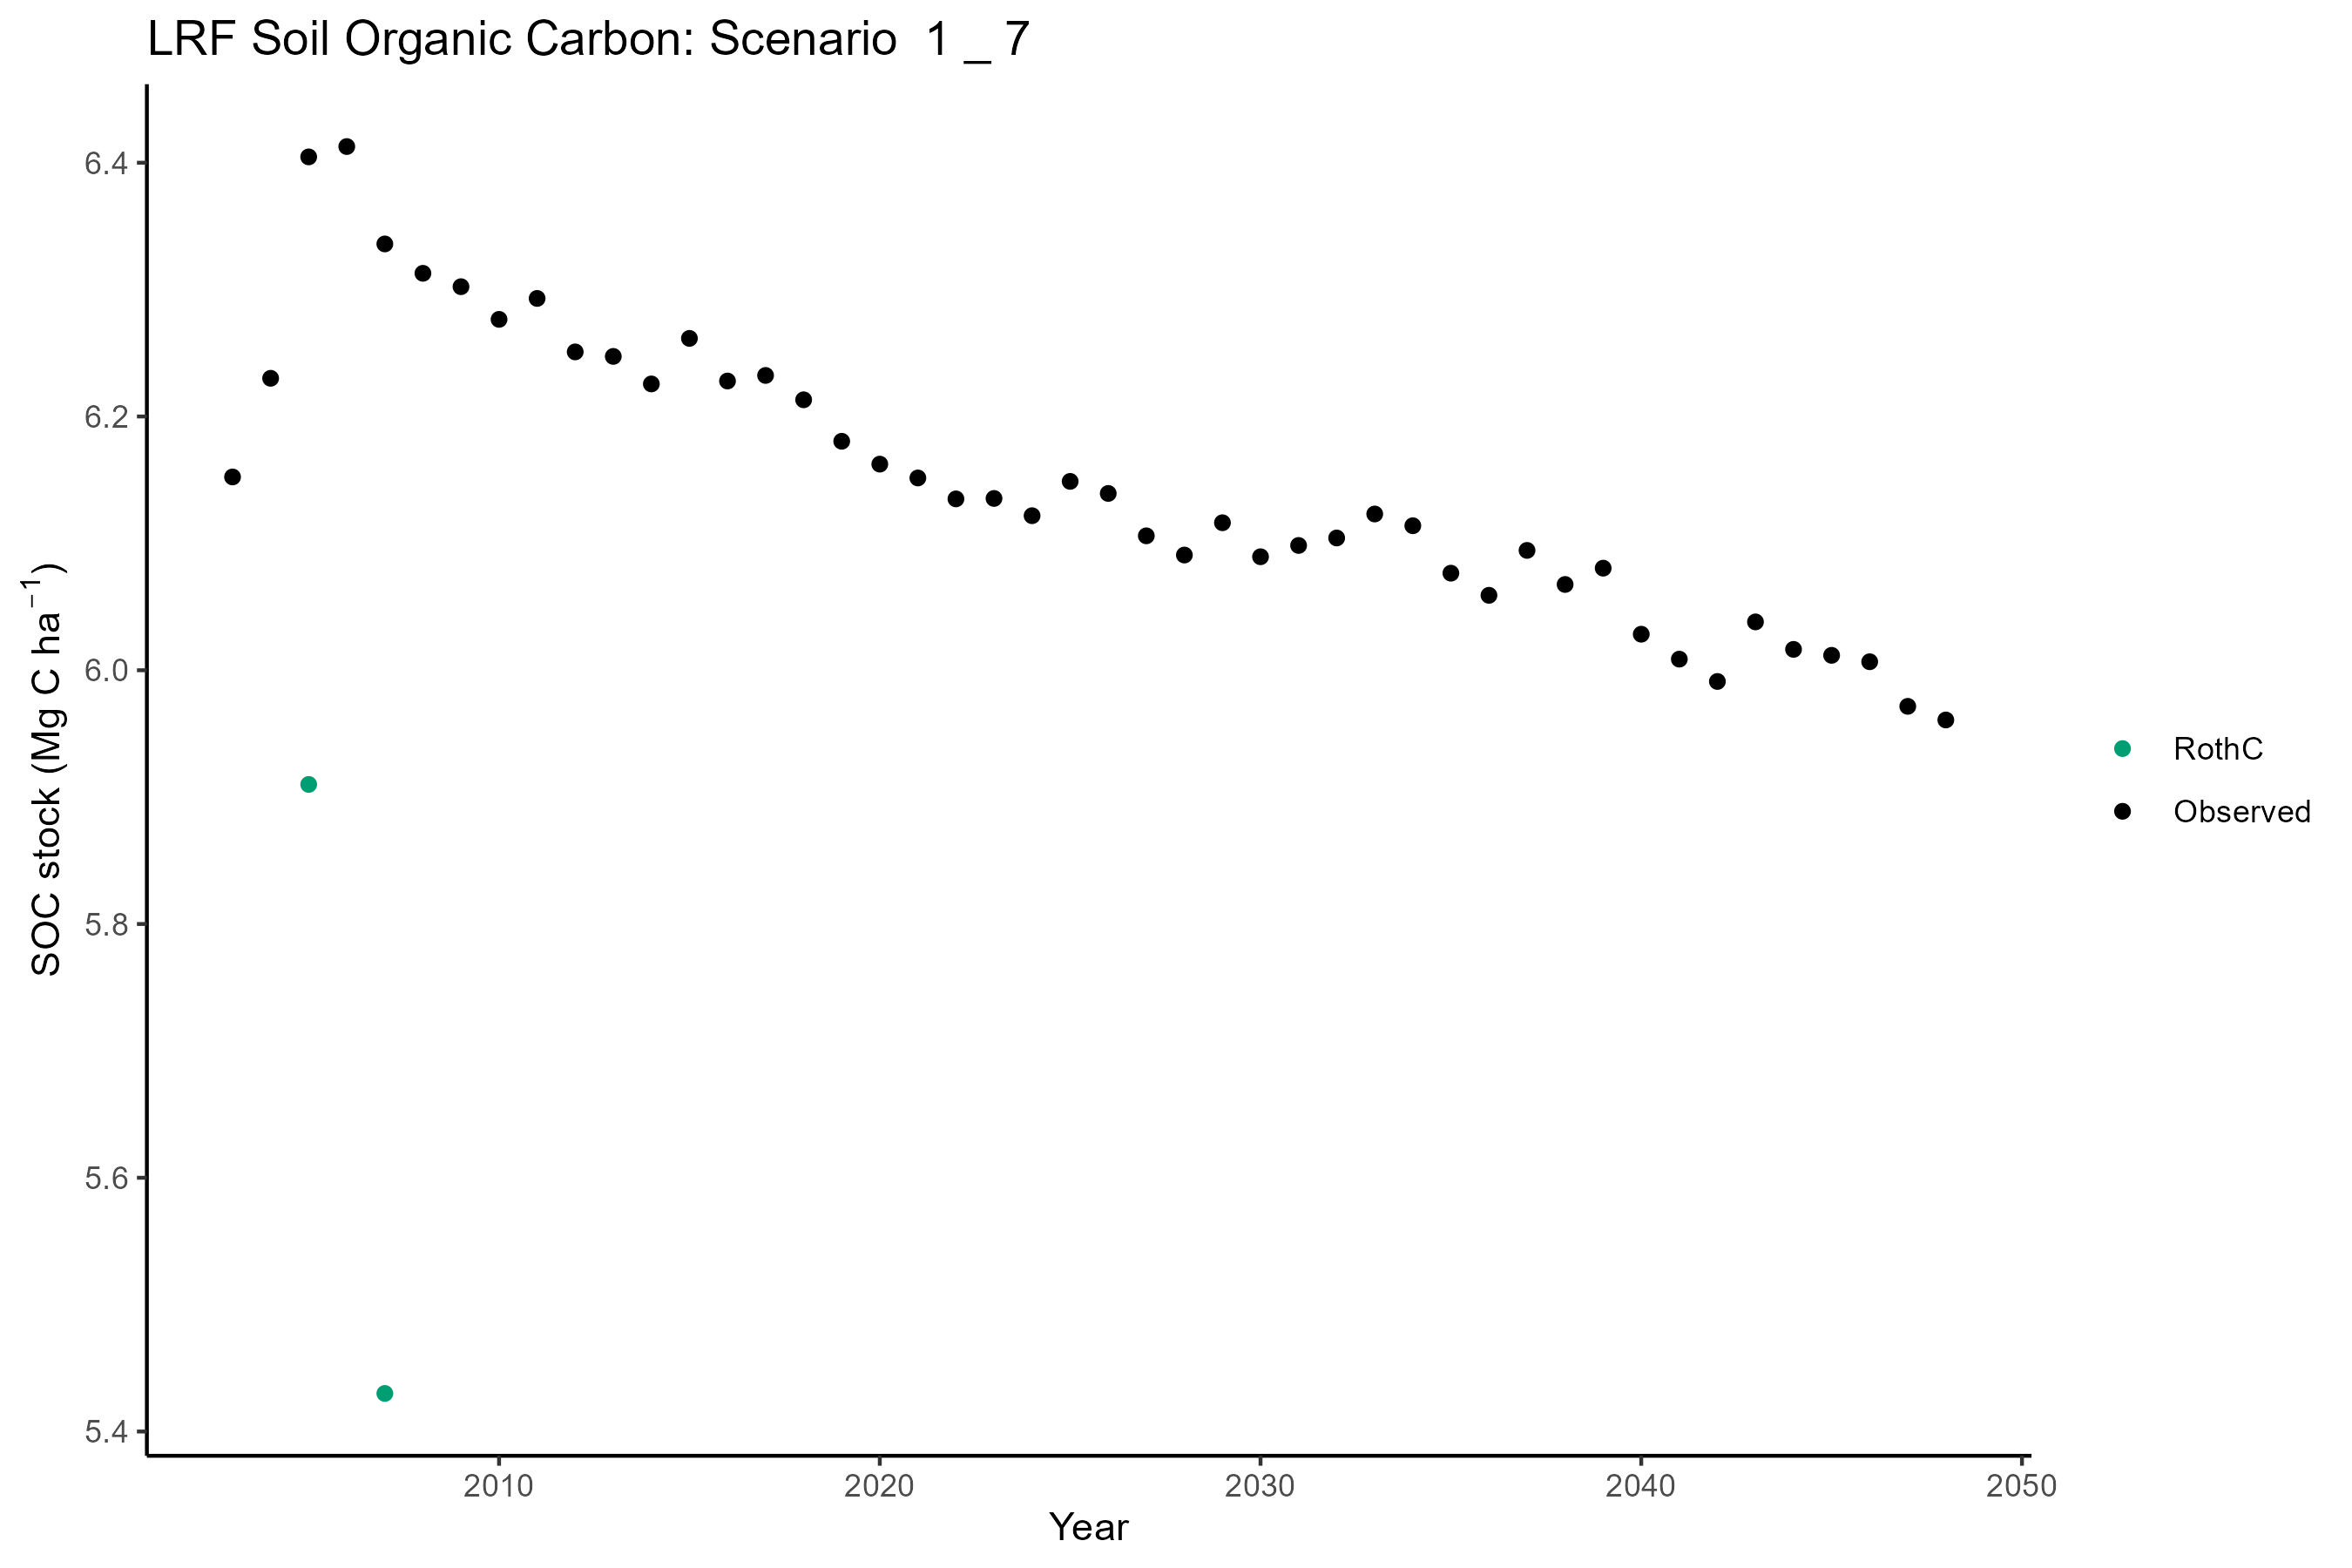 LRF Soil Organic Carbon: Scenario 1 _ 7
SOC stock (Mg C ha⁻¹)
6.4
6.2
6.0
5.8
5.6
5.4
2010 2020 2030 2040 2050
Year
RothC
Observed